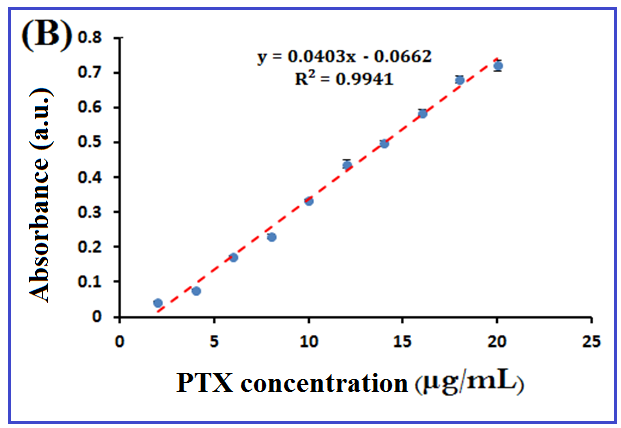 (B)
y = 0.0403x - 0.0662
R² = 0.9941
Absorbance (a.u.)
0.8
0.7
0.6
0.5
0.4
0.3
0.2
0.1
0
0 5 10 15 20 25
PTX concentration (µg/mL)